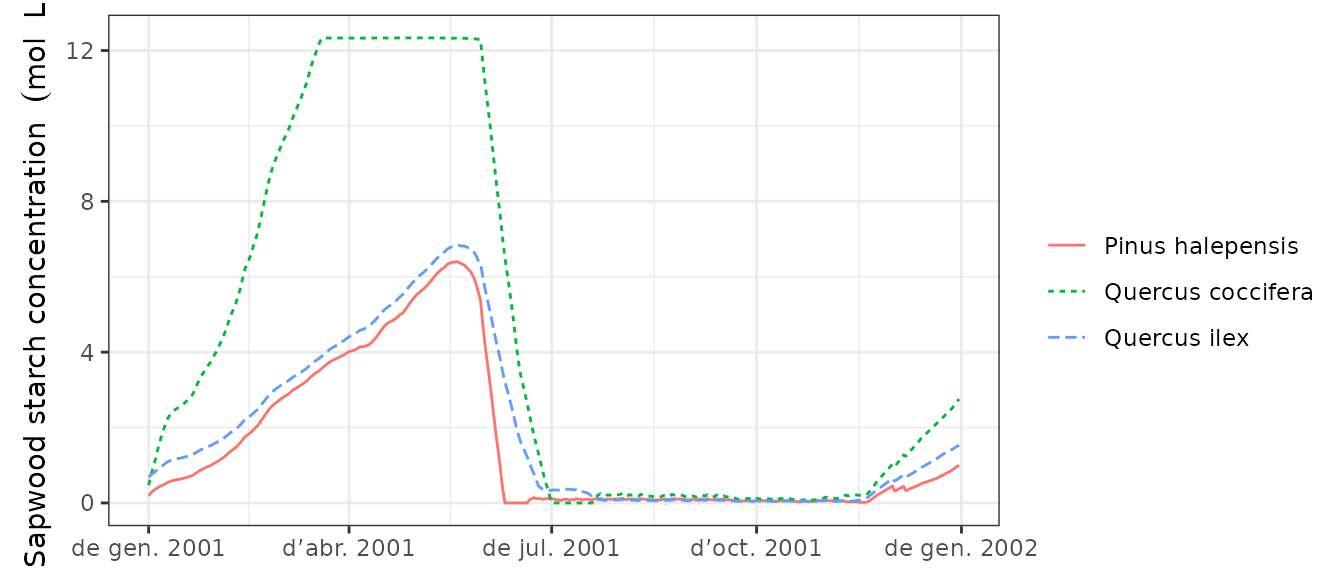 Sapwood starch concentration (mol L
12
8
4
0
de gen. 2001
d’abr. 2001
de jul. 2001
d’oct. 2001
de gen. 2002
Pinus halepensis
Quercus coccifera
Quercus ilex